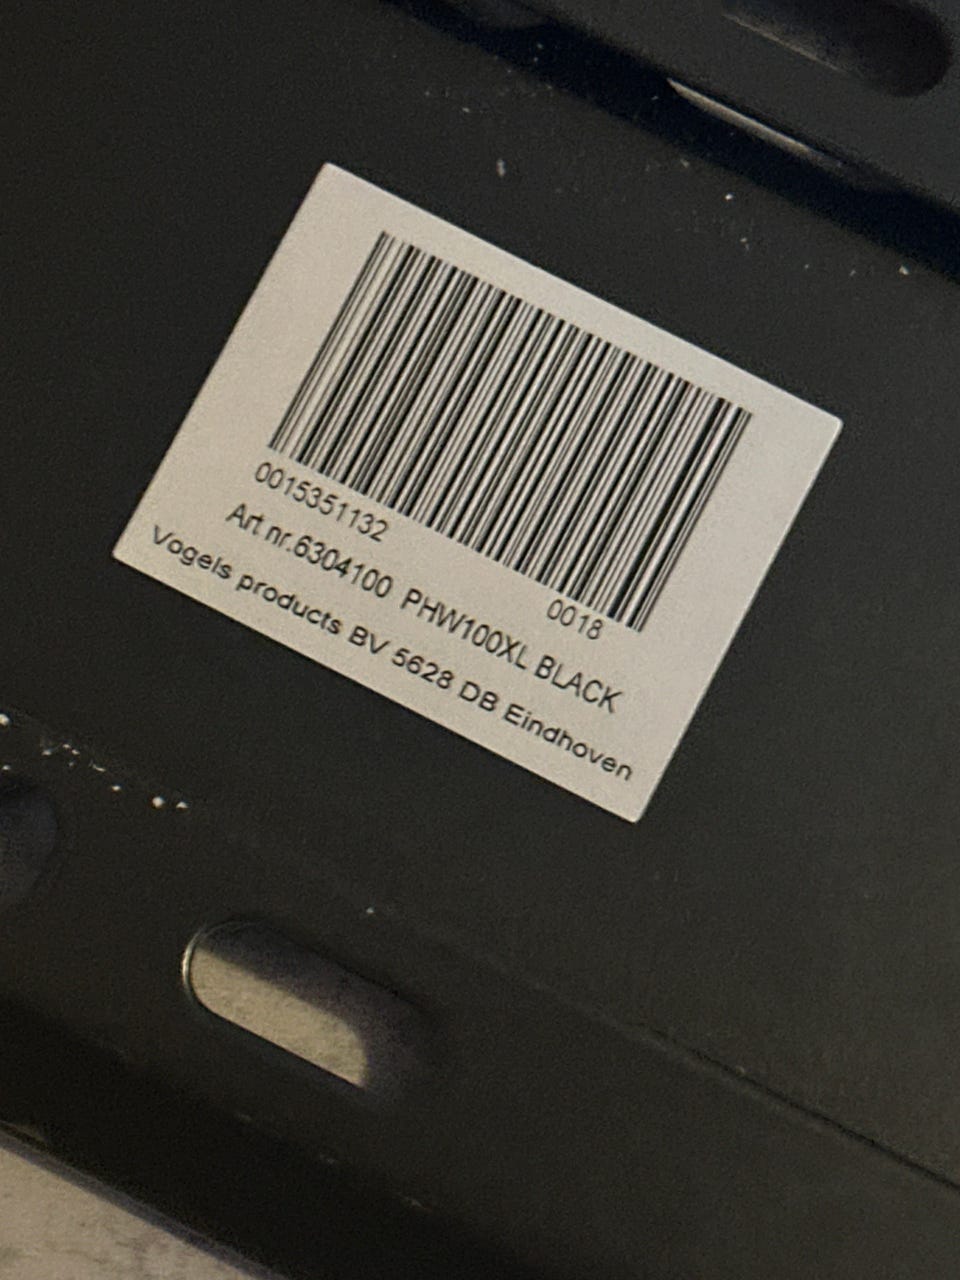 0015351132 0018
Art nr.6304100 PHW100XL BLACK
Vogels products BV 5628 DB Eindhoven